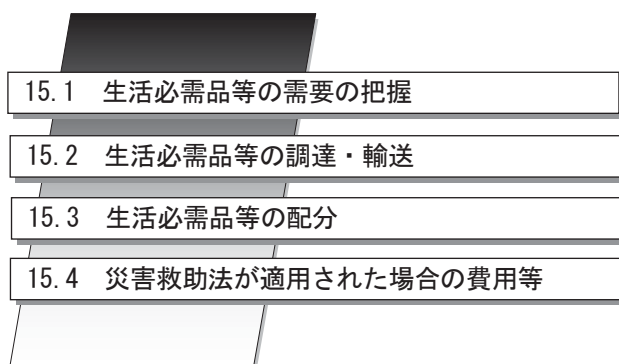 15.1　生活必需品等の需要の把握
15.2　生活必需品等の調達・輸送
15.3　生活必需品等の配分
15.4　災害救助法が適用された場合の費用等